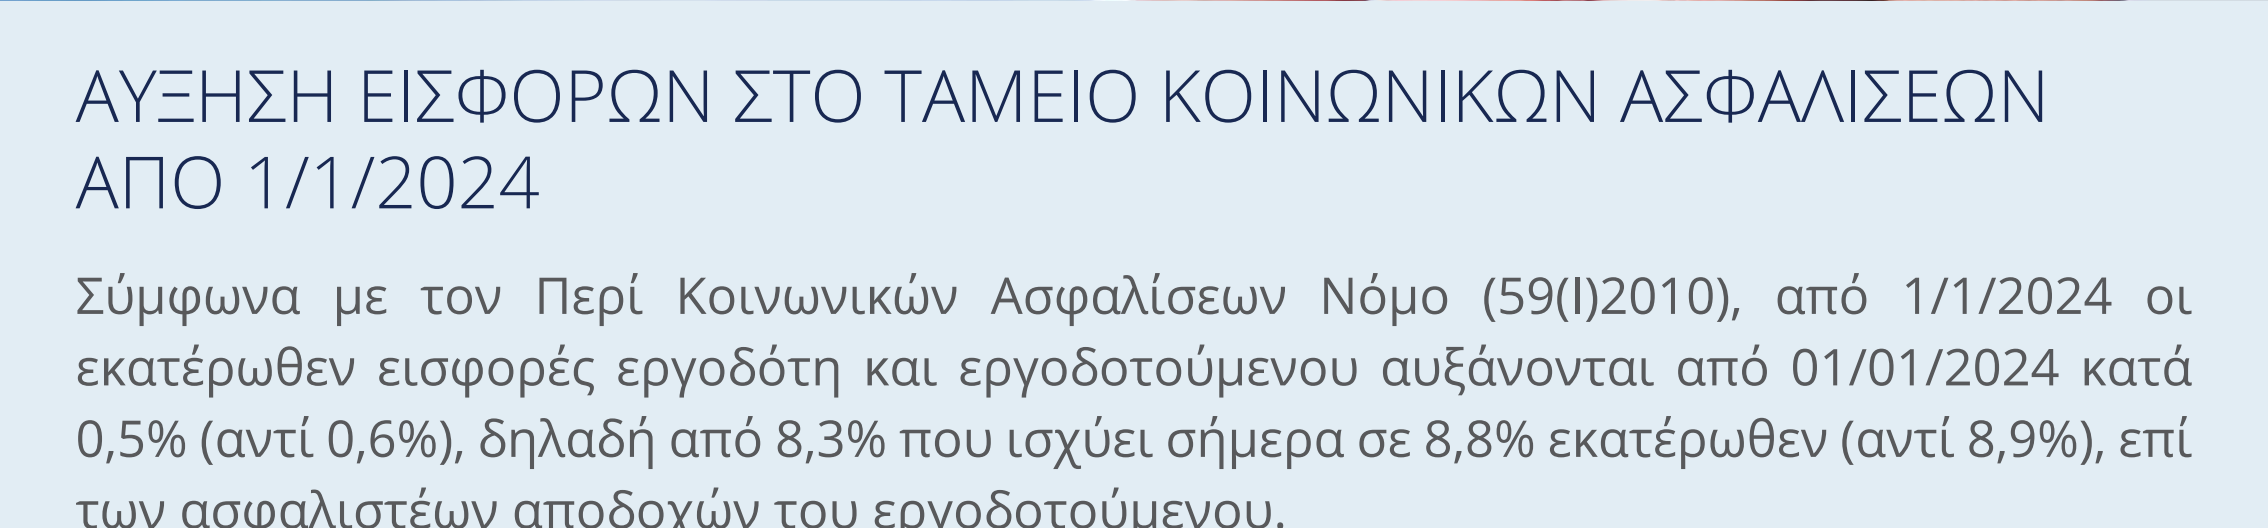 ΑΥΞΗΣΗ ΕΙΣΦΟΡΩΝ ΣΤΟ ΤΑΜΕΙΟ ΚΟΙΝΩΝΙΚΩΝ ΑΣΦΑΛΙΣΕΩΝ
ΑΠΟ 1/1/2024
Σύμφωνα με τον Περί Κοινωνικών Ασφαλίσεων Νόμο (59(Ι)2010), από 1/1/2024 οι
εκατέρωθεν εισφορές εργοδότη και εργοδοτούμενου αυξάνονται από 01/01/2024 κατά
0,5% (αντί 0,6%), δηλαδή από 8,3% που ισχύει σήμερα σε 8,8% εκατέρωθεν (αντί 8,9%), επί
των ασφαλιστέων αποδοχών του εργοδοτούμενου.